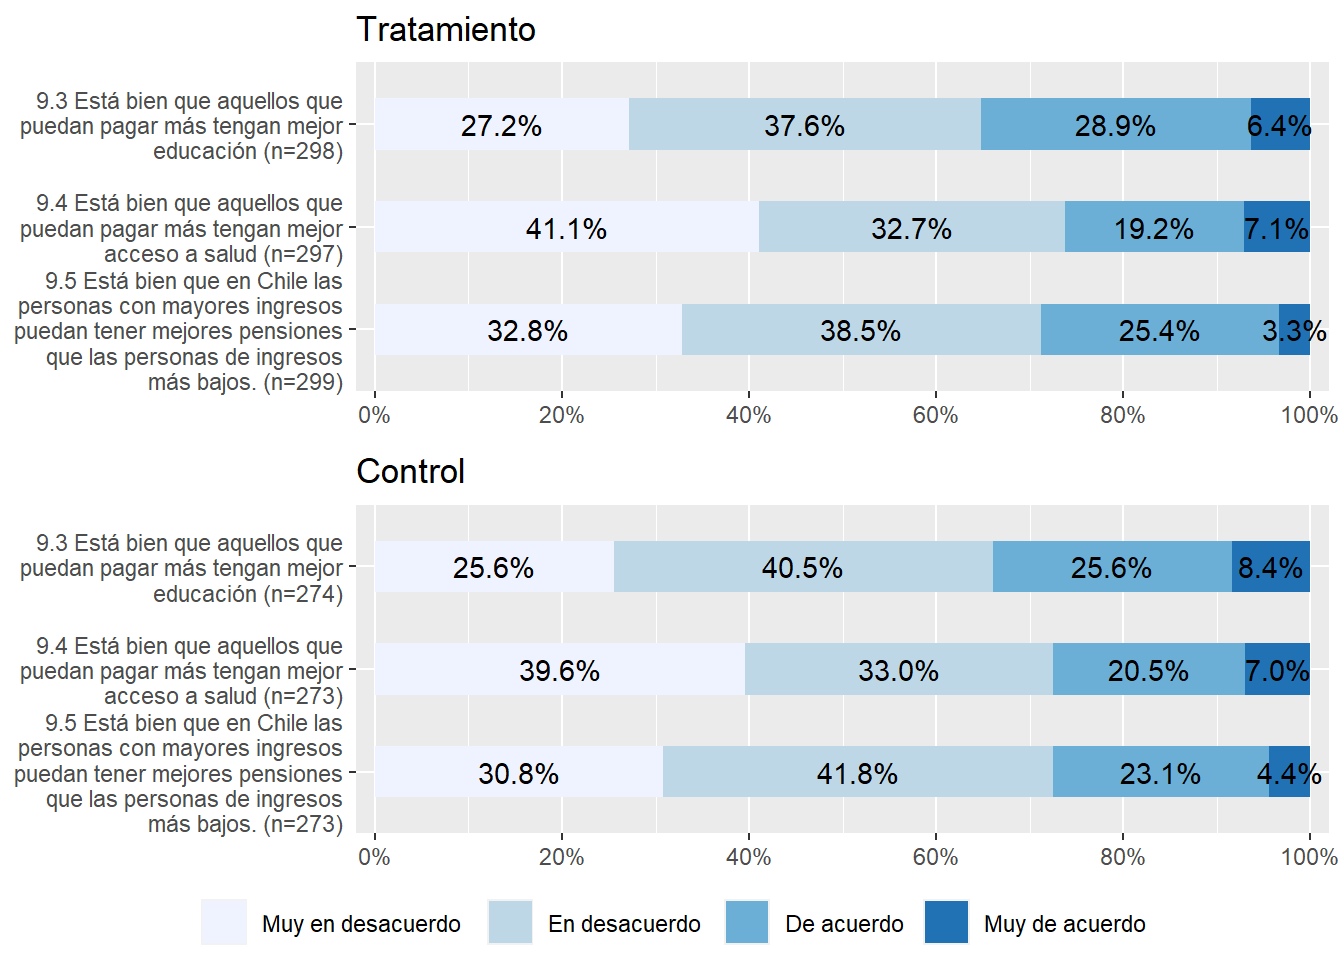 Tratamiento
9.3 Está bien que aquellos que
puedan pagar más tengan mejor
educación (n=298)
27.2% 37.6% 28.9% 6.4%
9.4 Está bien que aquellos que
puedan pagar más tengan mejor
acceso a salud (n=297)
41.1% 32.7% 19.2% 7.1%
9.5 Está bien que en Chile las
personas con mayores ingresos
puedan tener mejores pensiones
que las personas de ingresos
más bajos. (n=299)
32.8% 38.5% 25.4% 3.3%
0% 20% 40% 60% 80% 100%
Control
9.3 Está bien que aquellos que
puedan pagar más tengan mejor
educación (n=274)
25.6% 40.5% 25.6% 8.4%
9.4 Está bien que aquellos que
puedan pagar más tengan mejor
acceso a salud (n=273)
39.6% 33.0% 20.5% 7.0%
9.5 Está bien que en Chile las
personas con mayores ingresos
puedan tener mejores pensiones
que las personas de ingresos
más bajos. (n=273)
30.8% 41.8% 23.1% 4.4%
0% 20% 40% 60% 80% 100%
Muy en desacuerdo En desacuerdo De acuerdo Muy de acuerdo